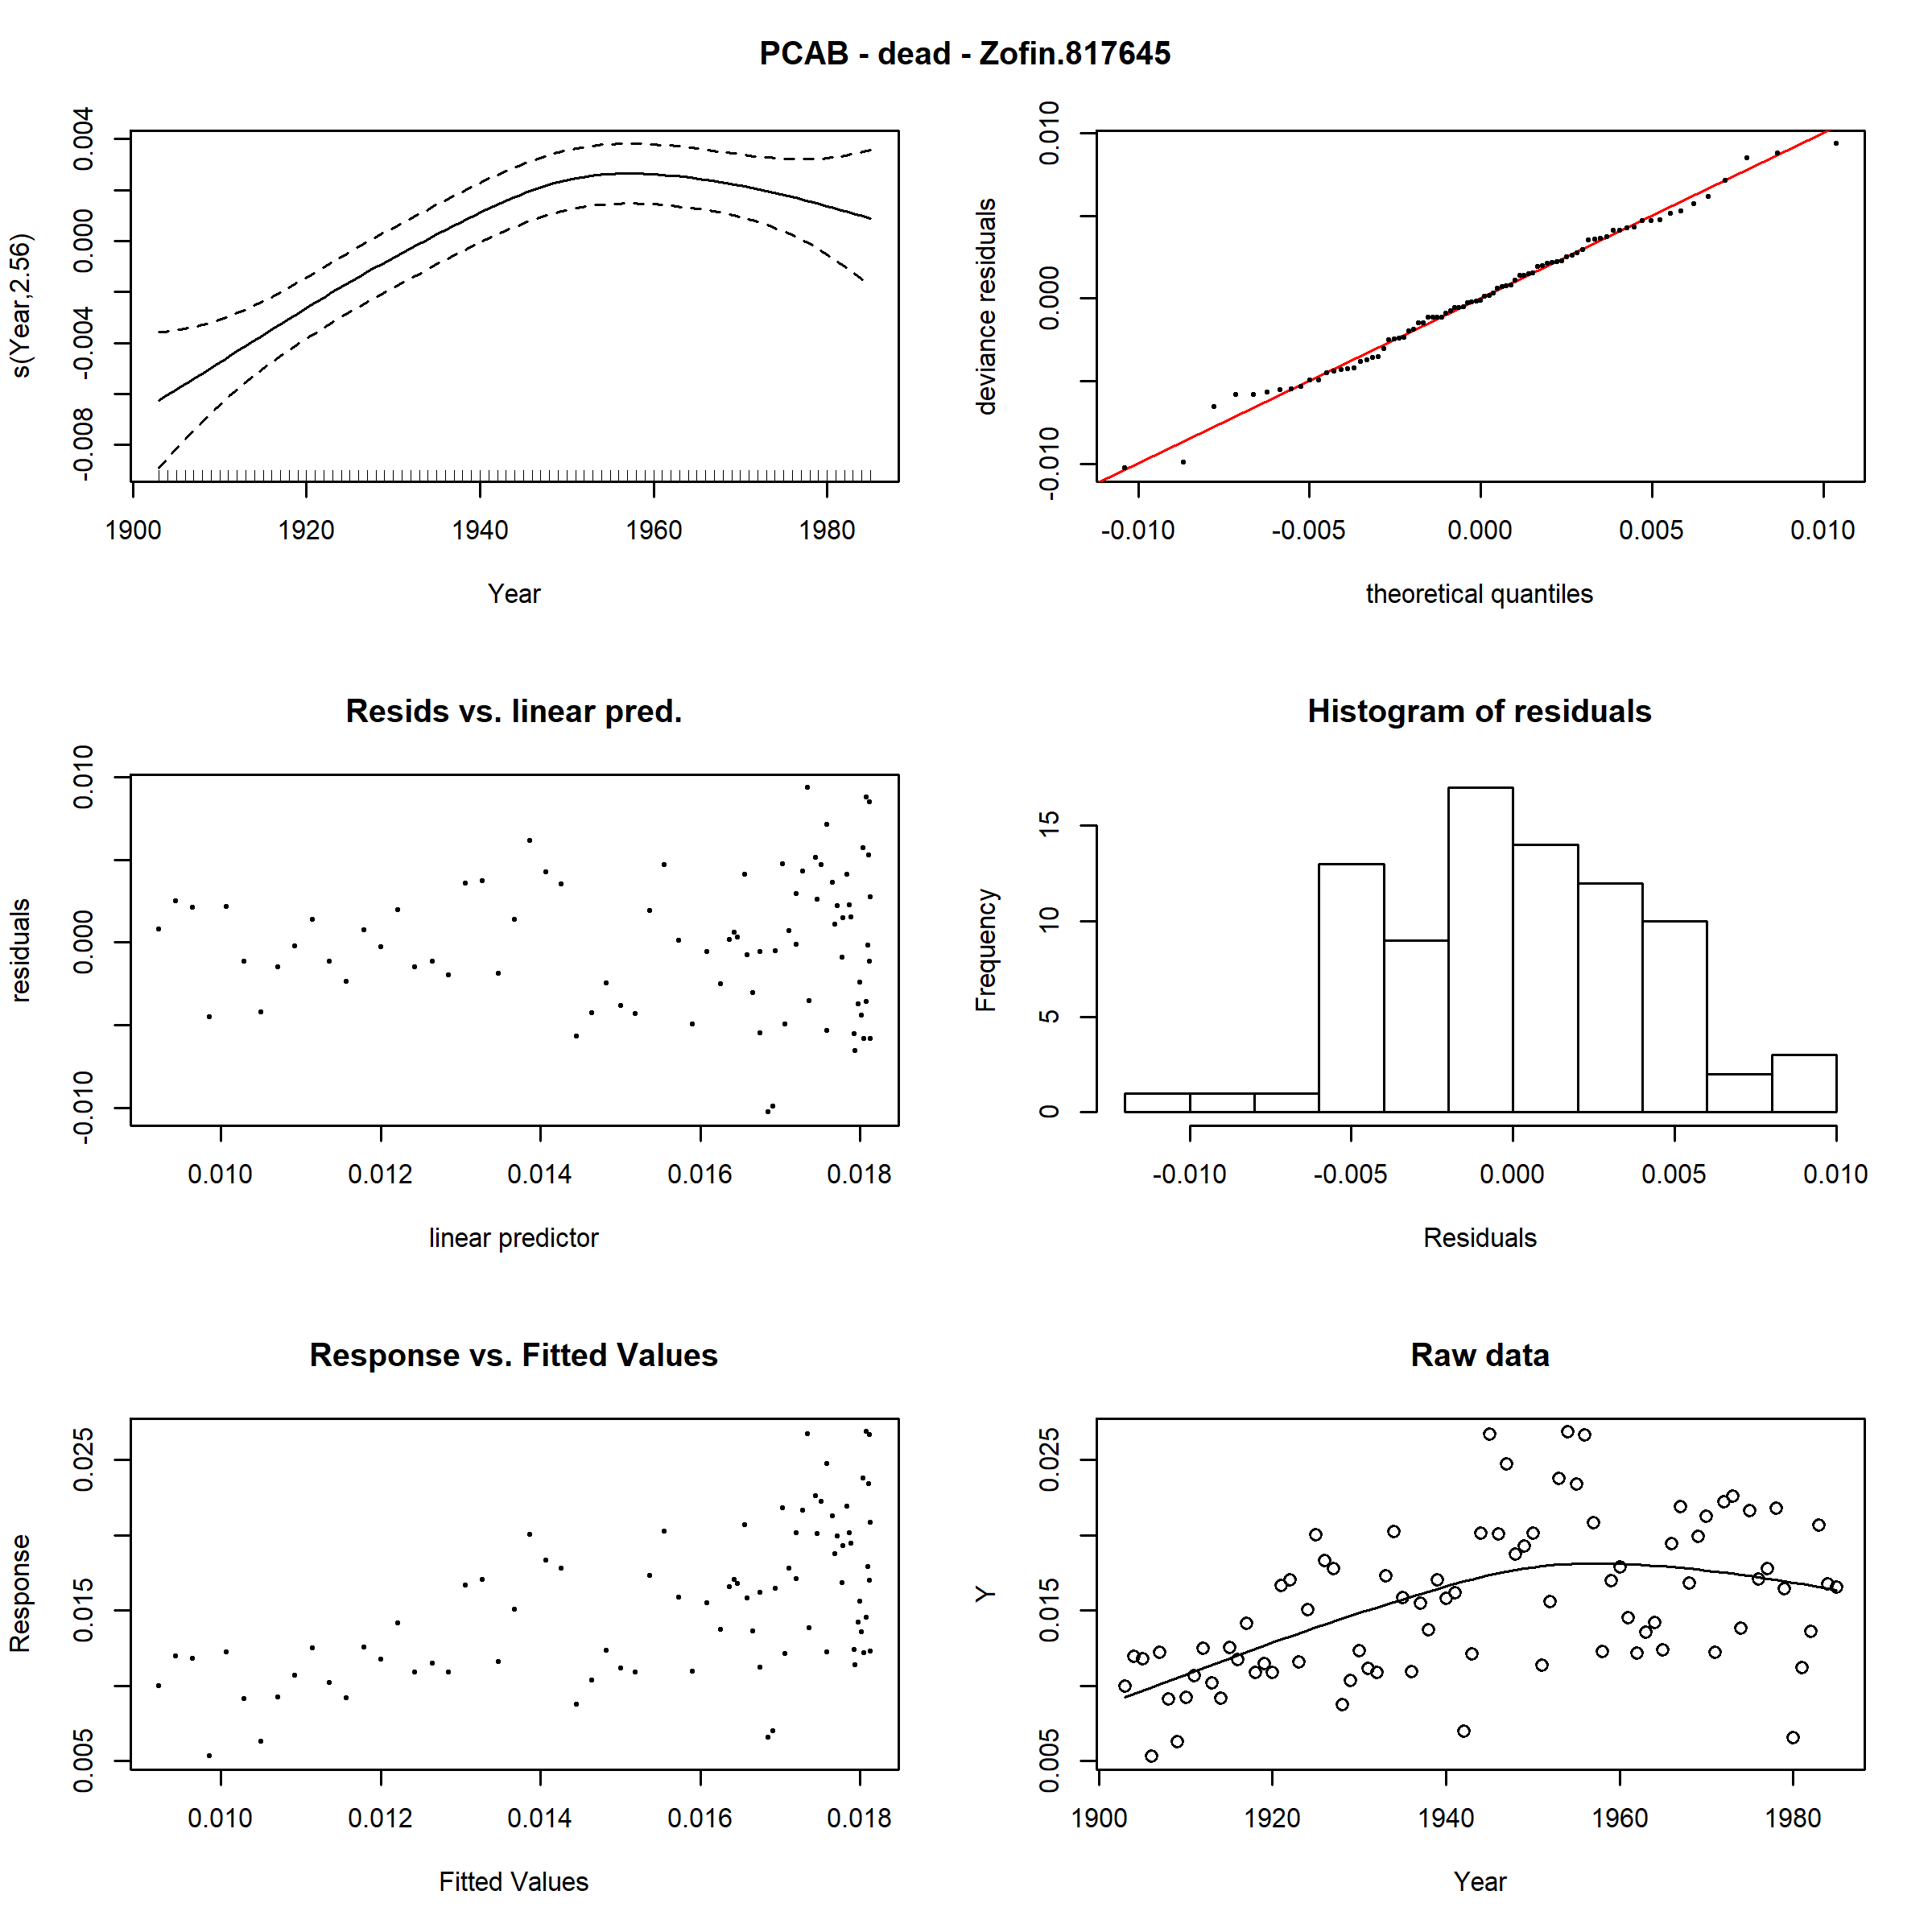 PCAB - dead - Zofin.817645
s(Year,2.56)
-0.008 -0.004 0.000 0.004
1900 1920 1940 1960 1980
Year
deviance residuals
-0.010 0.000 0.010
-0.010 -0.005 0.000 0.005 0.010
theoretical quantiles
Resids vs. linear pred.
residuals
-0.010 0.000 0.010
0.010 0.012 0.014 0.016 0.018
linear predictor
Histogram of residuals
Frequency
0 5 10 15
-0.010 -0.005 0.000 0.005 0.010
Residuals
Response vs. Fitted Values
Response
0.005 0.015 0.025
0.010 0.012 0.014 0.016 0.018
Fitted Values
Raw data
Y
0.005 0.015 0.025
1900 1920 1940 1960 1980
Year